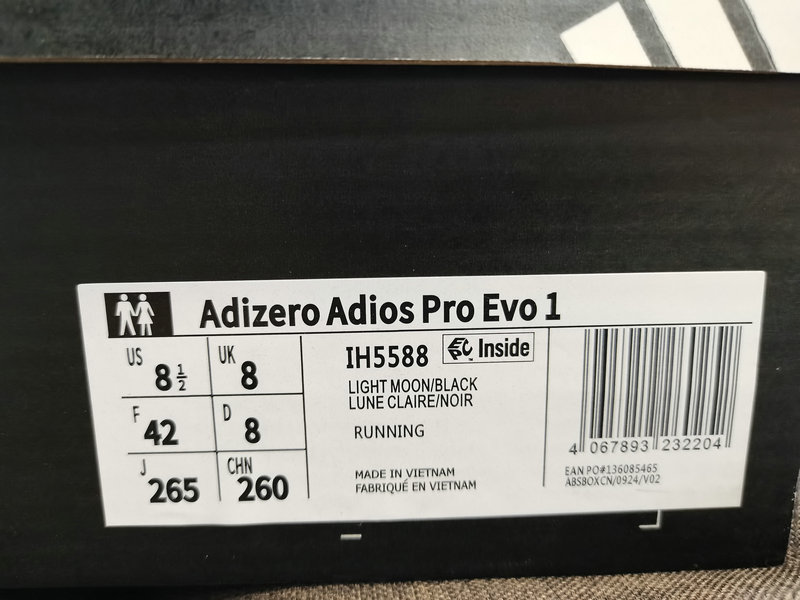 Adizero Adios Pro Evo 1
US 8 1/2
UK 8
F 42
D 8
J 265
CHN 260
IH5588
Inside
LIGHT MOON/BLACK
LUNE CLAIRE/NOIR
RUNNING
MADE IN VIETNAM
FABRIQUÉ EN VIETNAM
4 067893 232204
EAN PO#136085465
ABSBOXCN/0924/V02